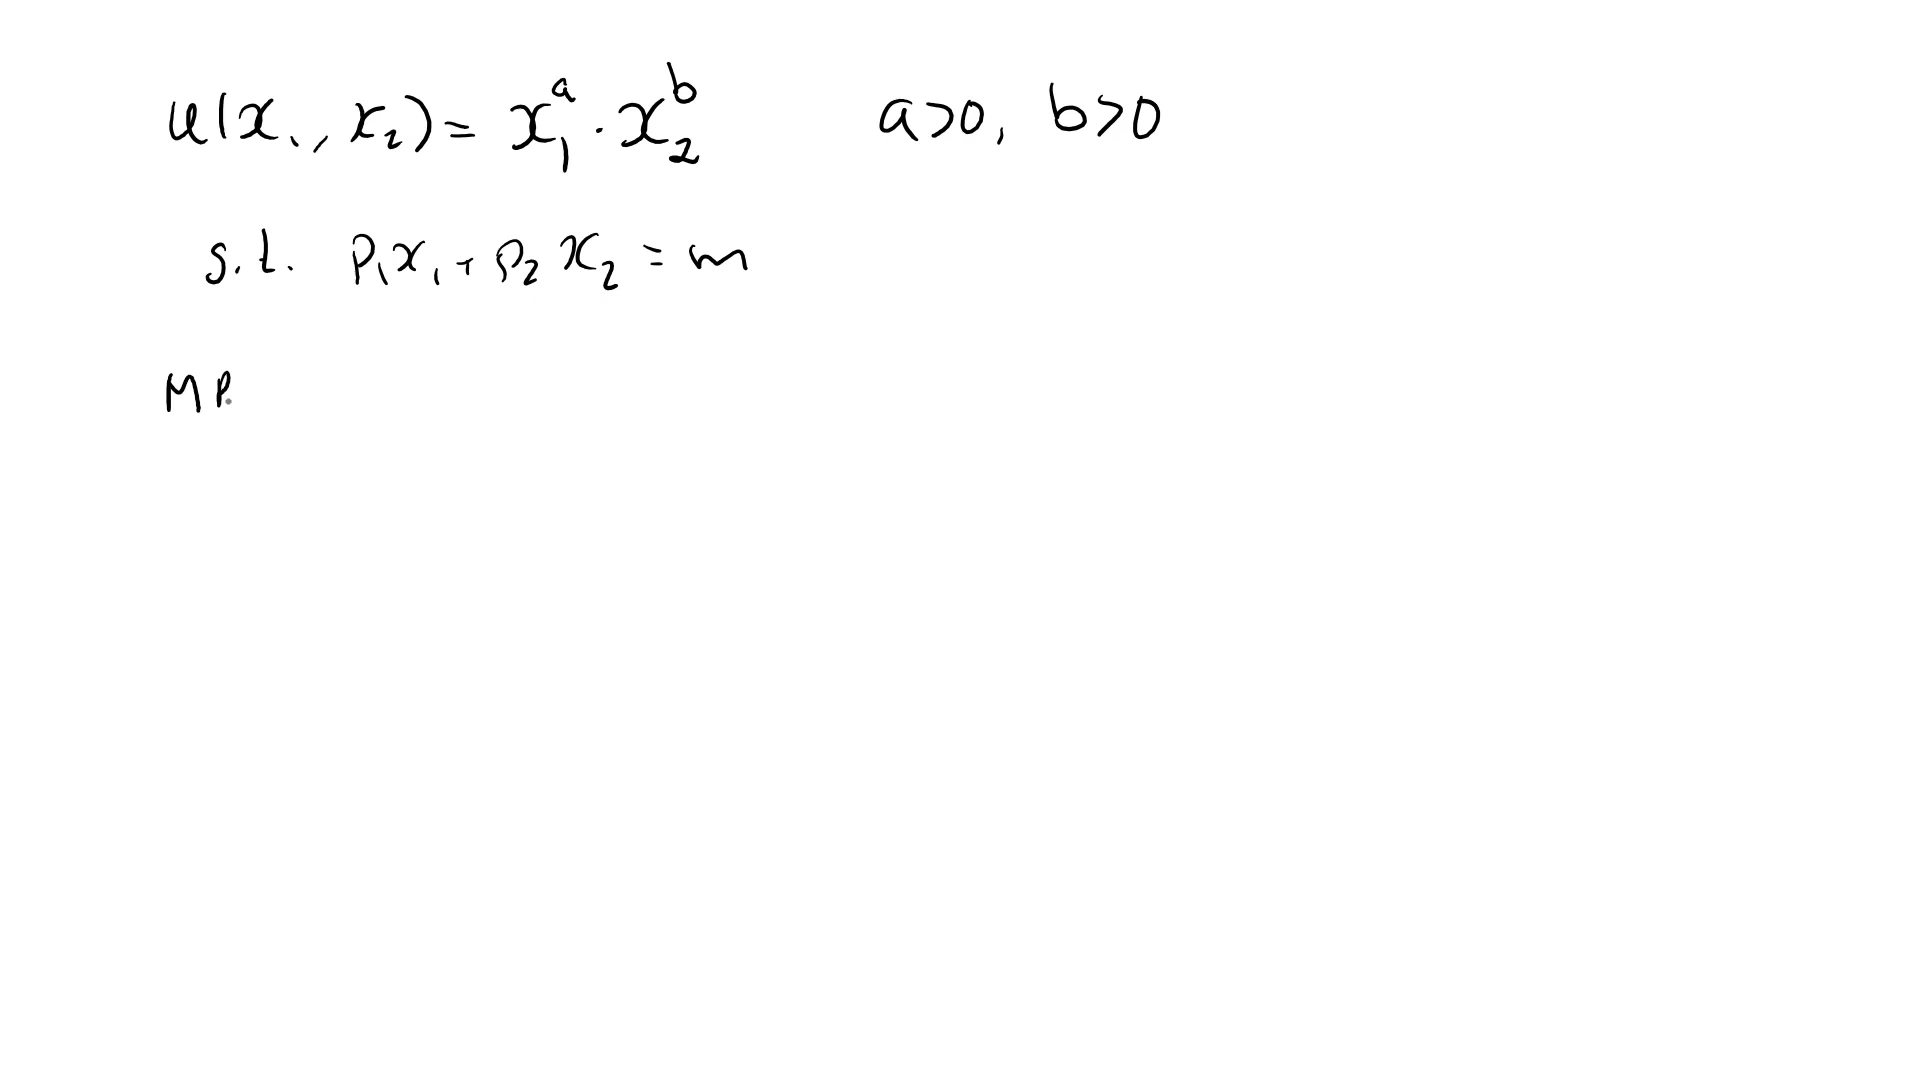 u(x₁, x₂) = x₁ᵃ · x₂ᵇ a>0, b>0
s.t. p₁x₁ + p₂x₂ = m
MP